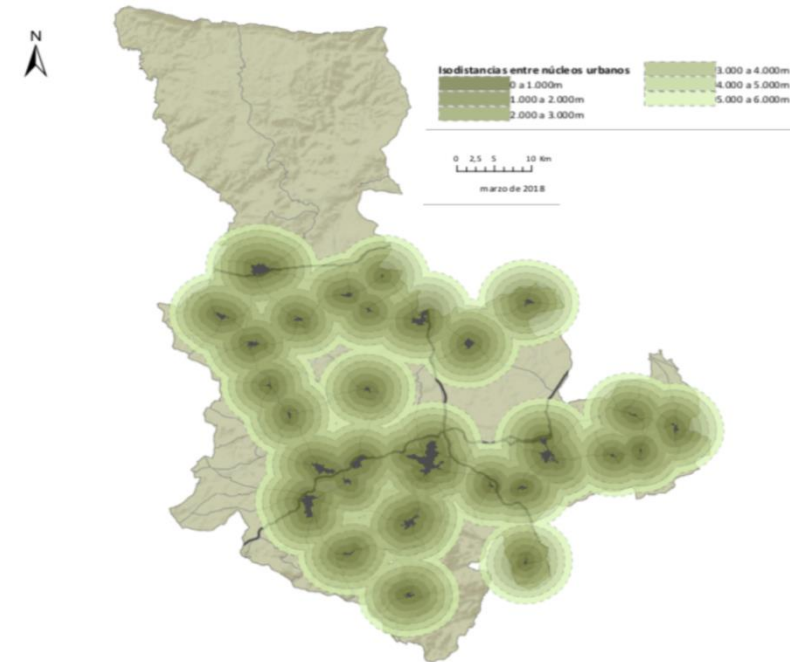 N
Isodistancias entre núcleos urbanos
0 a 1.000m
1.000 a 2.000m
2.000 a 3.000m
3.000 a 4.000m
4.000 a 5.000m
5.000 a 6.000m
0 2,5 5 10 Km
marzo de 2018